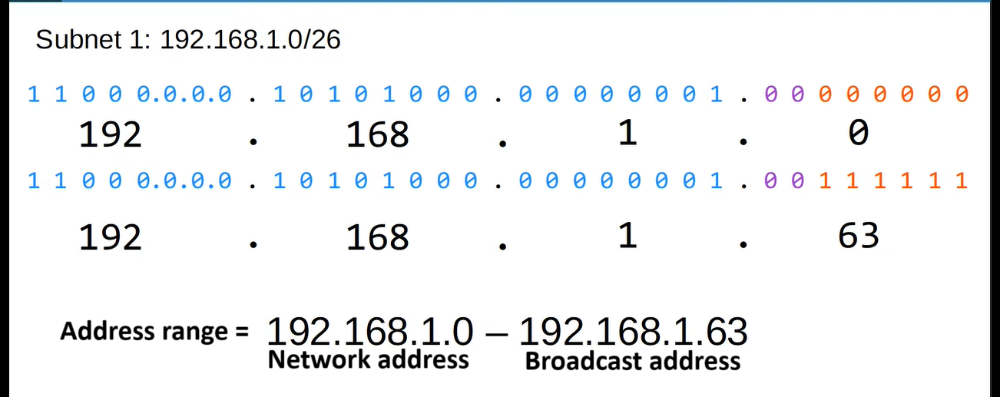 Subnet 1: 192.168.1.0/26
1 1 0 0 0.0.0.0 . 1 0 1 0 1 0 0 0 . 0 0 0 0 0 0 0 1 . 0 0 0 0 0 0 0 0
192 . 168 . 1 . 0
1 1 0 0 0.0.0.0 . 1 0 1 0 1 0 0 0 . 0 0 0 0 0 0 0 1 . 0 0 1 1 1 1 1 1
192 . 168 . 1 . 63
Address range = 192.168.1.0 – 192.168.1.63
Network address Broadcast address